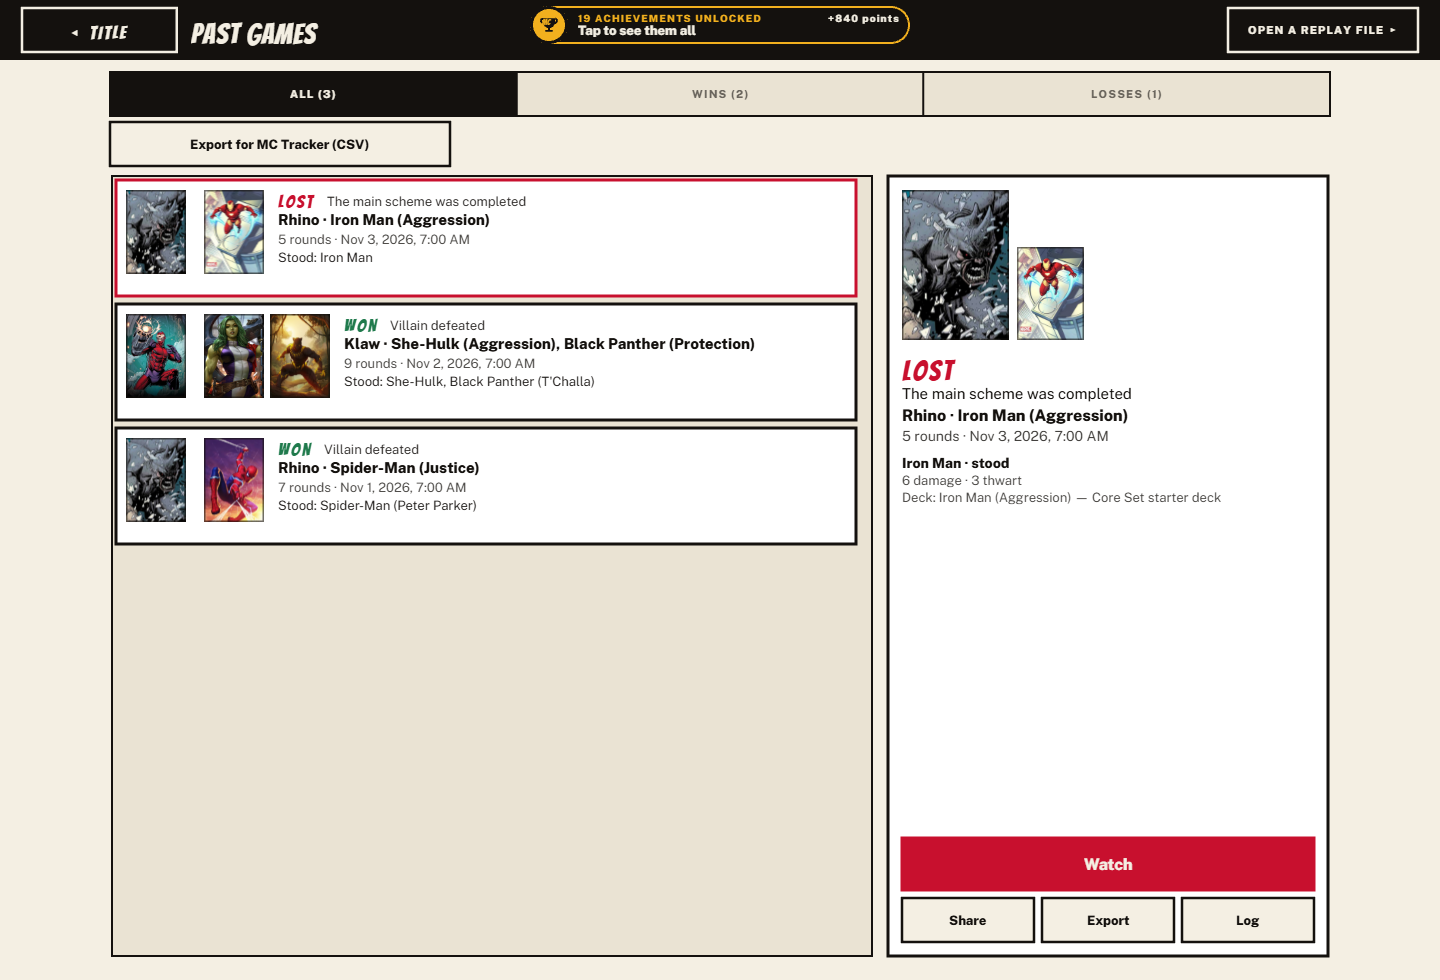 ◂ TITLE
PAST GAMES
19 ACHIEVEMENTS UNLOCKED +840 points
Tap to see them all
OPEN A REPLAY FILE ▸
ALL (3)
WINS (2)
LOSSES (1)
Export for MC Tracker (CSV)
LOST The main scheme was completed
Rhino · Iron Man (Aggression)
5 rounds · Nov 3, 2026, 7:00 AM
Stood: Iron Man
WON Villain defeated
Klaw · She-Hulk (Aggression), Black Panther (Protection)
9 rounds · Nov 2, 2026, 7:00 AM
Stood: She-Hulk, Black Panther (T'Challa)
WON Villain defeated
Rhino · Spider-Man (Justice)
7 rounds · Nov 1, 2026, 7:00 AM
Stood: Spider-Man (Peter Parker)
LOST
The main scheme was completed
Rhino · Iron Man (Aggression)
5 rounds · Nov 3, 2026, 7:00 AM
Iron Man · stood
6 damage · 3 thwart
Deck: Iron Man (Aggression) — Core Set starter deck
Watch
Share
Export
Log